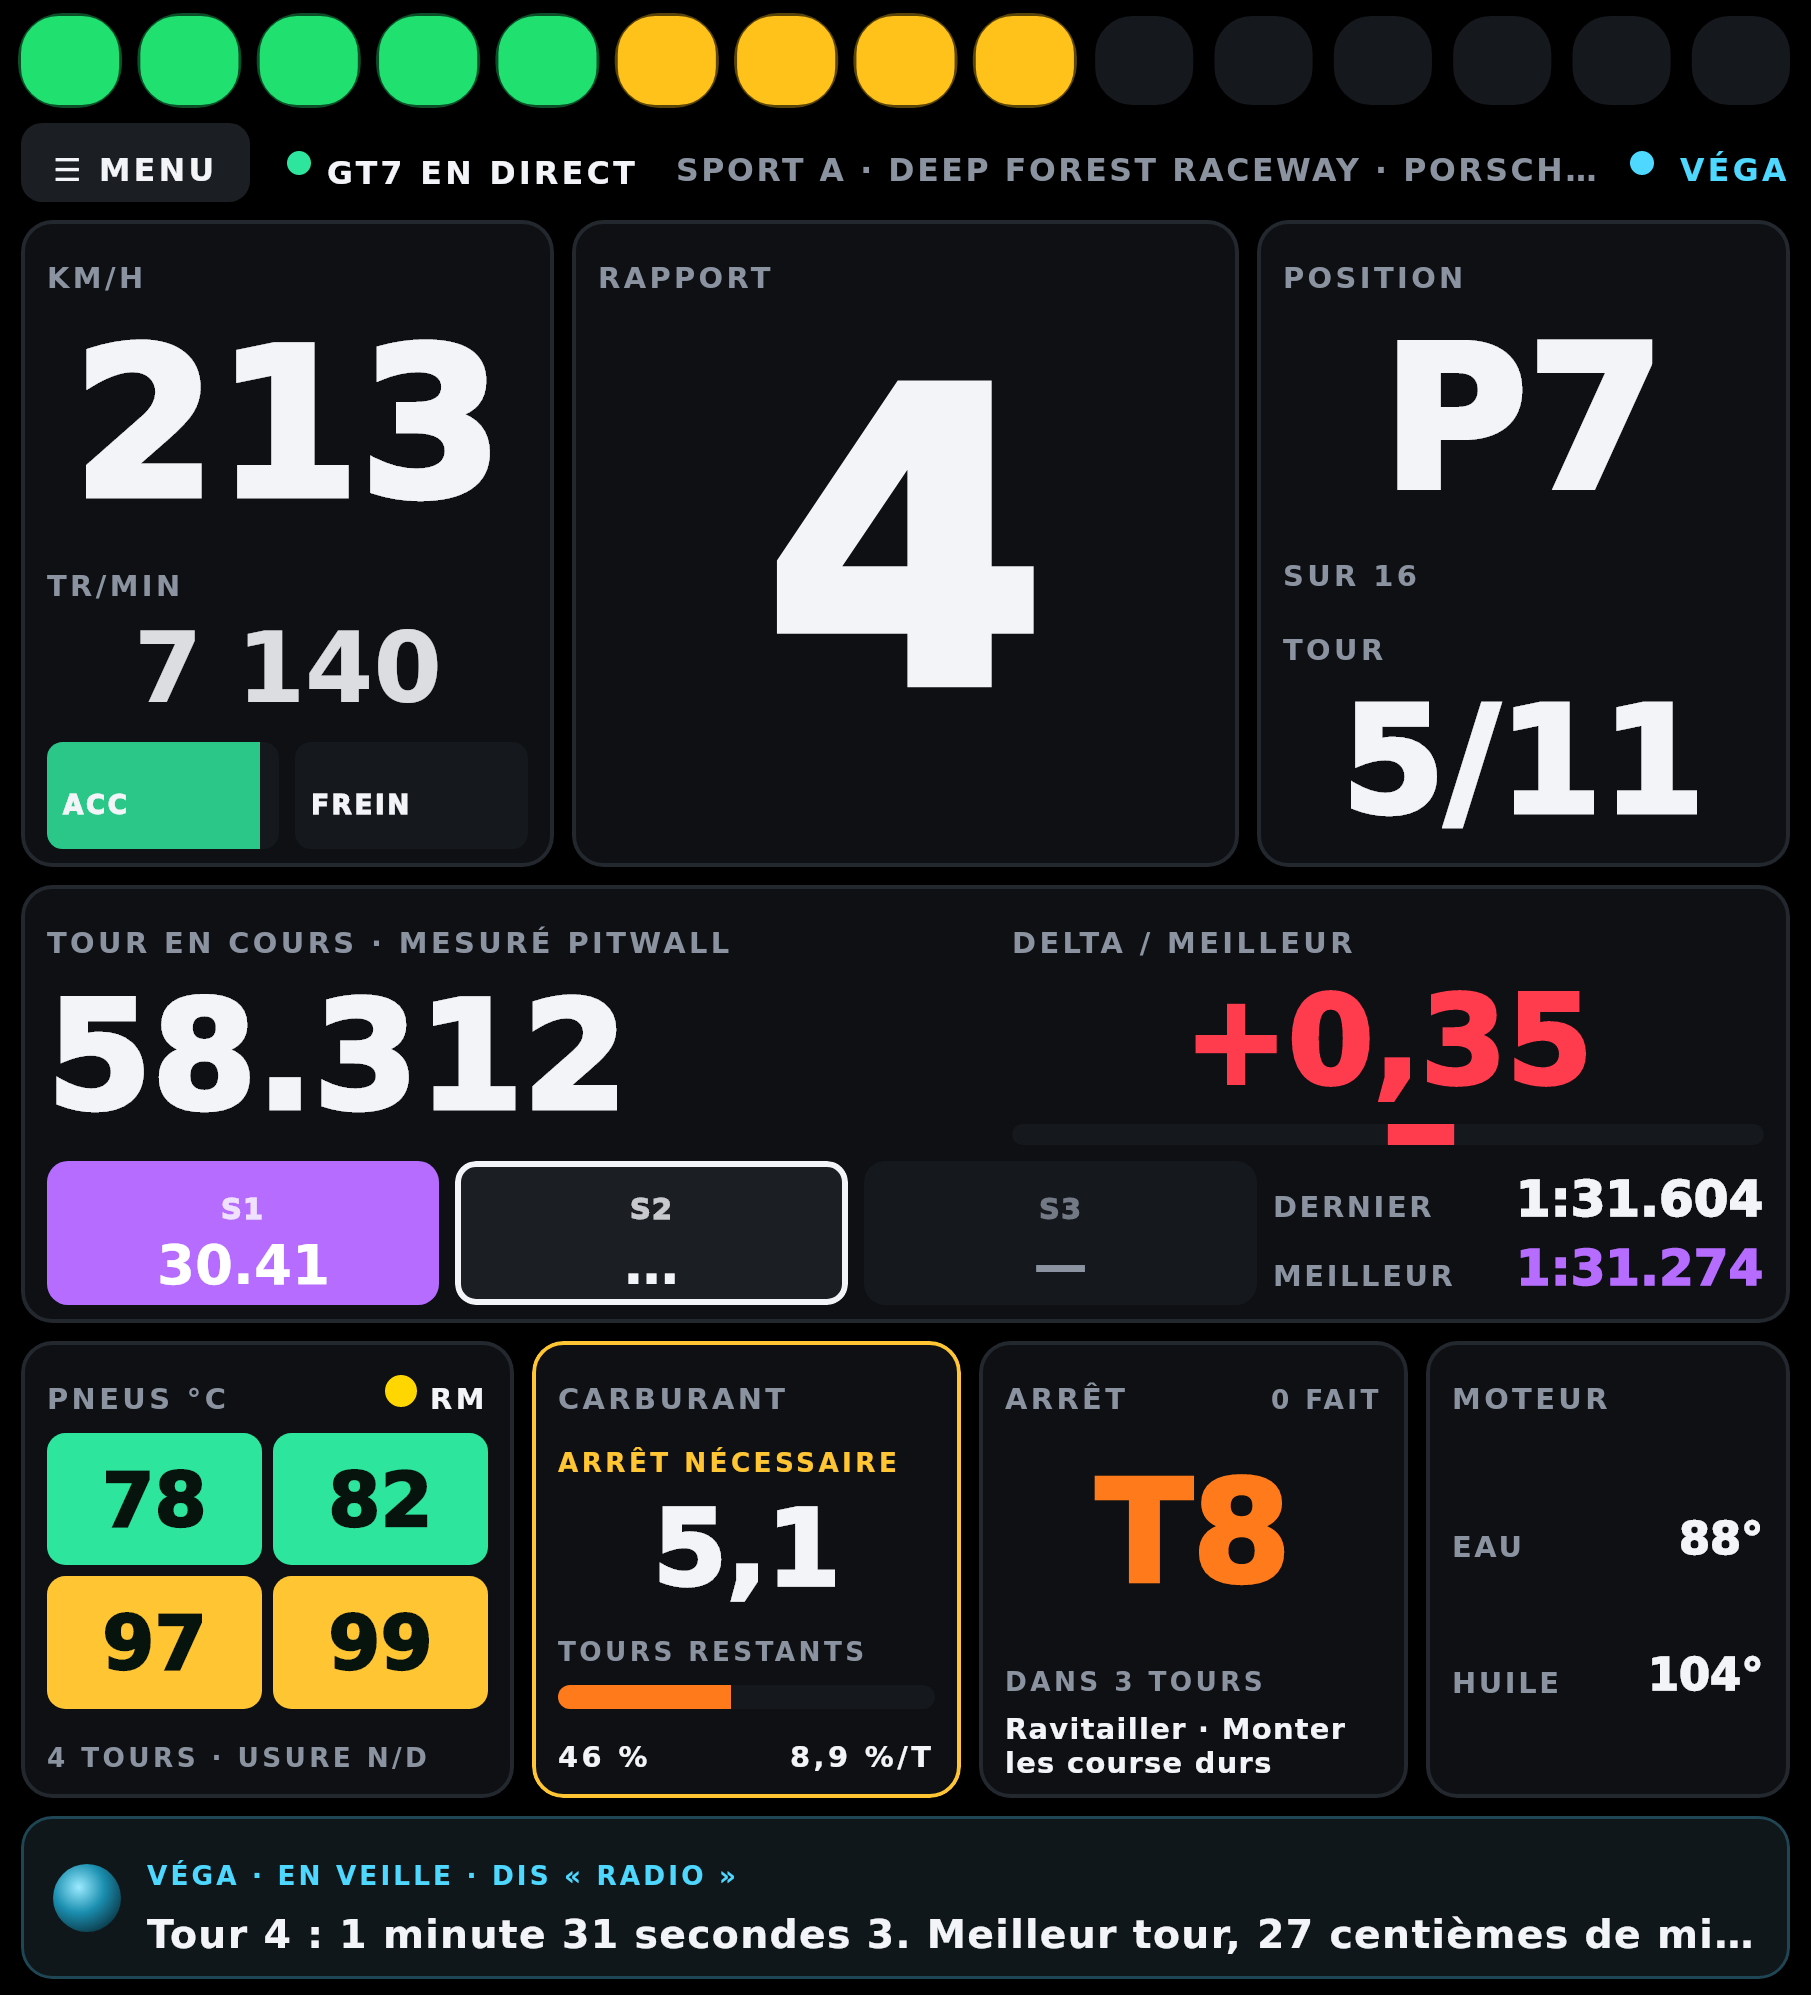 ☰ MENU
GT7 EN DIRECT
SPORT A · DEEP FOREST RACEWAY · PORSCH…
VÉGA
KM/H
213
TR/MIN
7 140
ACC
FREIN
RAPPORT
4
POSITION
P7
SUR 16
TOUR
5/11
TOUR EN COURS · MESURÉ PITWALL
58.312
DELTA / MEILLEUR
+0,35
S1
30.41
S2
…
S3
—
DERNIER 1:31.604
MEILLEUR 1:31.274
PNEUS °C
RM
78 82
97 99
4 TOURS · USURE N/D
CARBURANT
ARRÊT NÉCESSAIRE
5,1
TOURS RESTANTS
46 % 8,9 %/T
ARRÊT 0 FAIT
T8
DANS 3 TOURS
Ravitailler · Monter
les course durs
MOTEUR
EAU 88°
HUILE 104°
VÉGA · EN VEILLE · DIS « RADIO »
Tour 4 : 1 minute 31 secondes 3. Meilleur tour, 27 centièmes de mi…